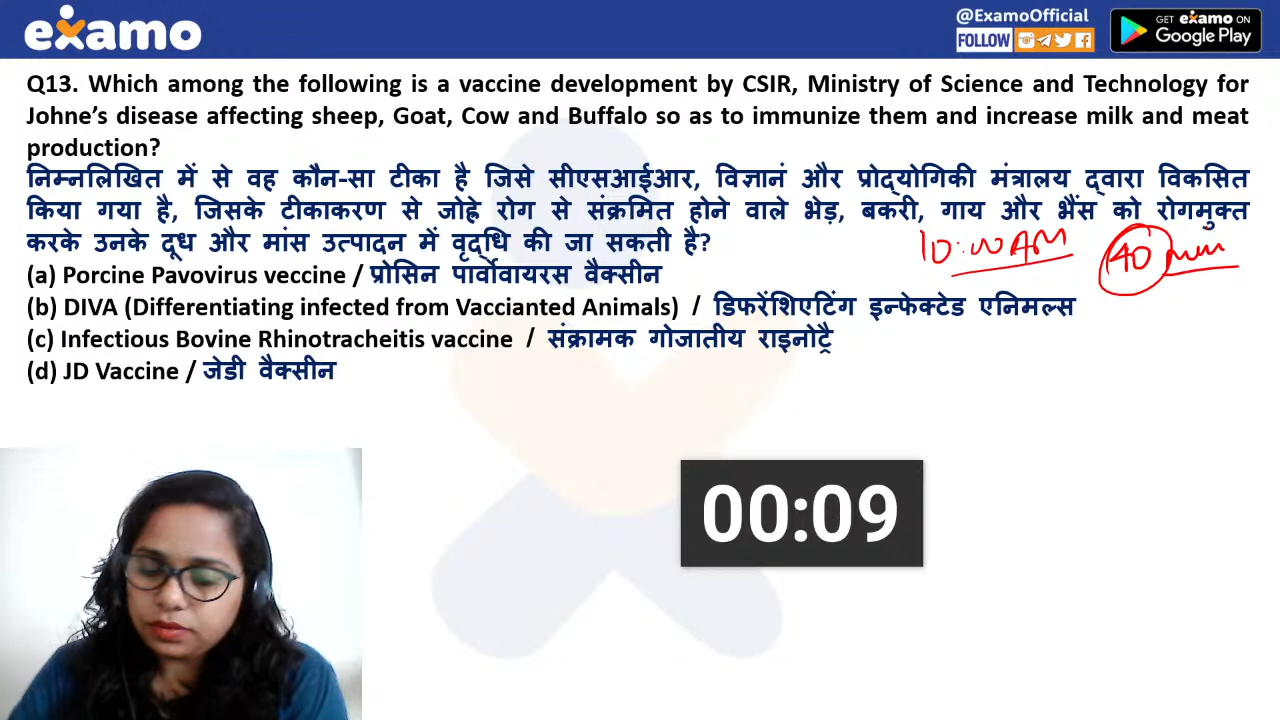 examo
@ExamoOfficial
FOLLOW
GET examo ON
Google Play
Q13. Which among the following is a vaccine development by CSIR, Ministry of Science and Technology for
Johne’s disease affecting sheep, Goat, Cow and Buffalo so as to immunize them and increase milk and meat
production?
निम्नलिखित में से वह कौन-सा टीका है जिसे सीएसआईआर, विज्ञानं और प्रोद्योगिकी मंत्रालय द्वारा विकसित
किया गया है, जिसके टीकाकरण से जोह्ने रोग से संक्रमित होने वाले भेड़, बकरी, गाय और भैंस को रोगमुक्त
करके उनके दूध और मांस उत्पादन में वृद्धि की जा सकती है?
10:00 AM
40 min
(a) Porcine Pavovirus veccine / प्रोसिन पार्वोवायरस वैक्सीन
(b) DIVA (Differentiating infected from Vaccianted Animals) / डिफरेंशिएटिंग इन्फेक्टेड एनिमल्स
(c) Infectious Bovine Rhinotracheitis vaccine / संक्रामक गोजातीय राइनोट्रै
(d) JD Vaccine / जेडी वैक्सीन
00:09